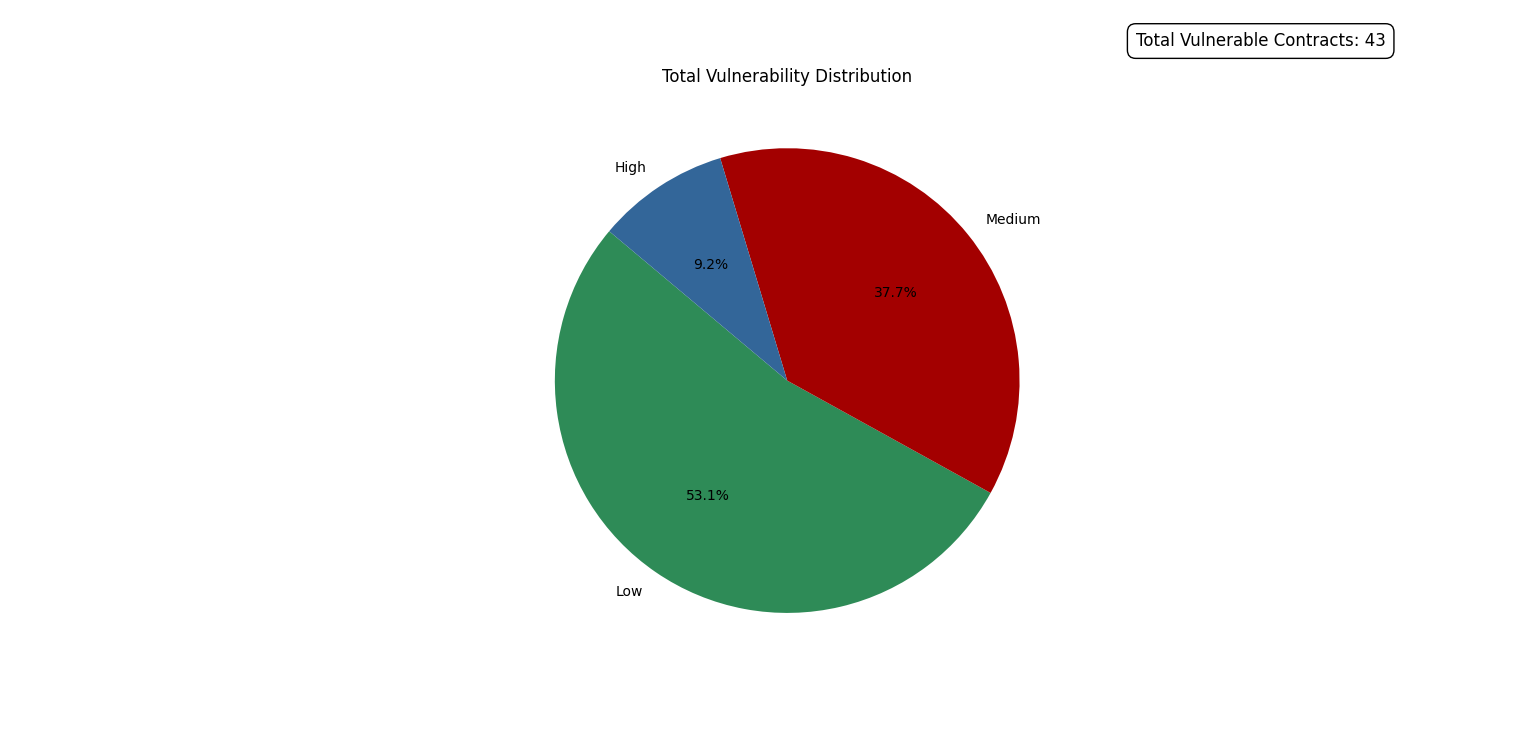 Total Vulnerable Contracts: 43
Total Vulnerability Distribution
High
Medium
9.2%
37.7%
53.1%
Low